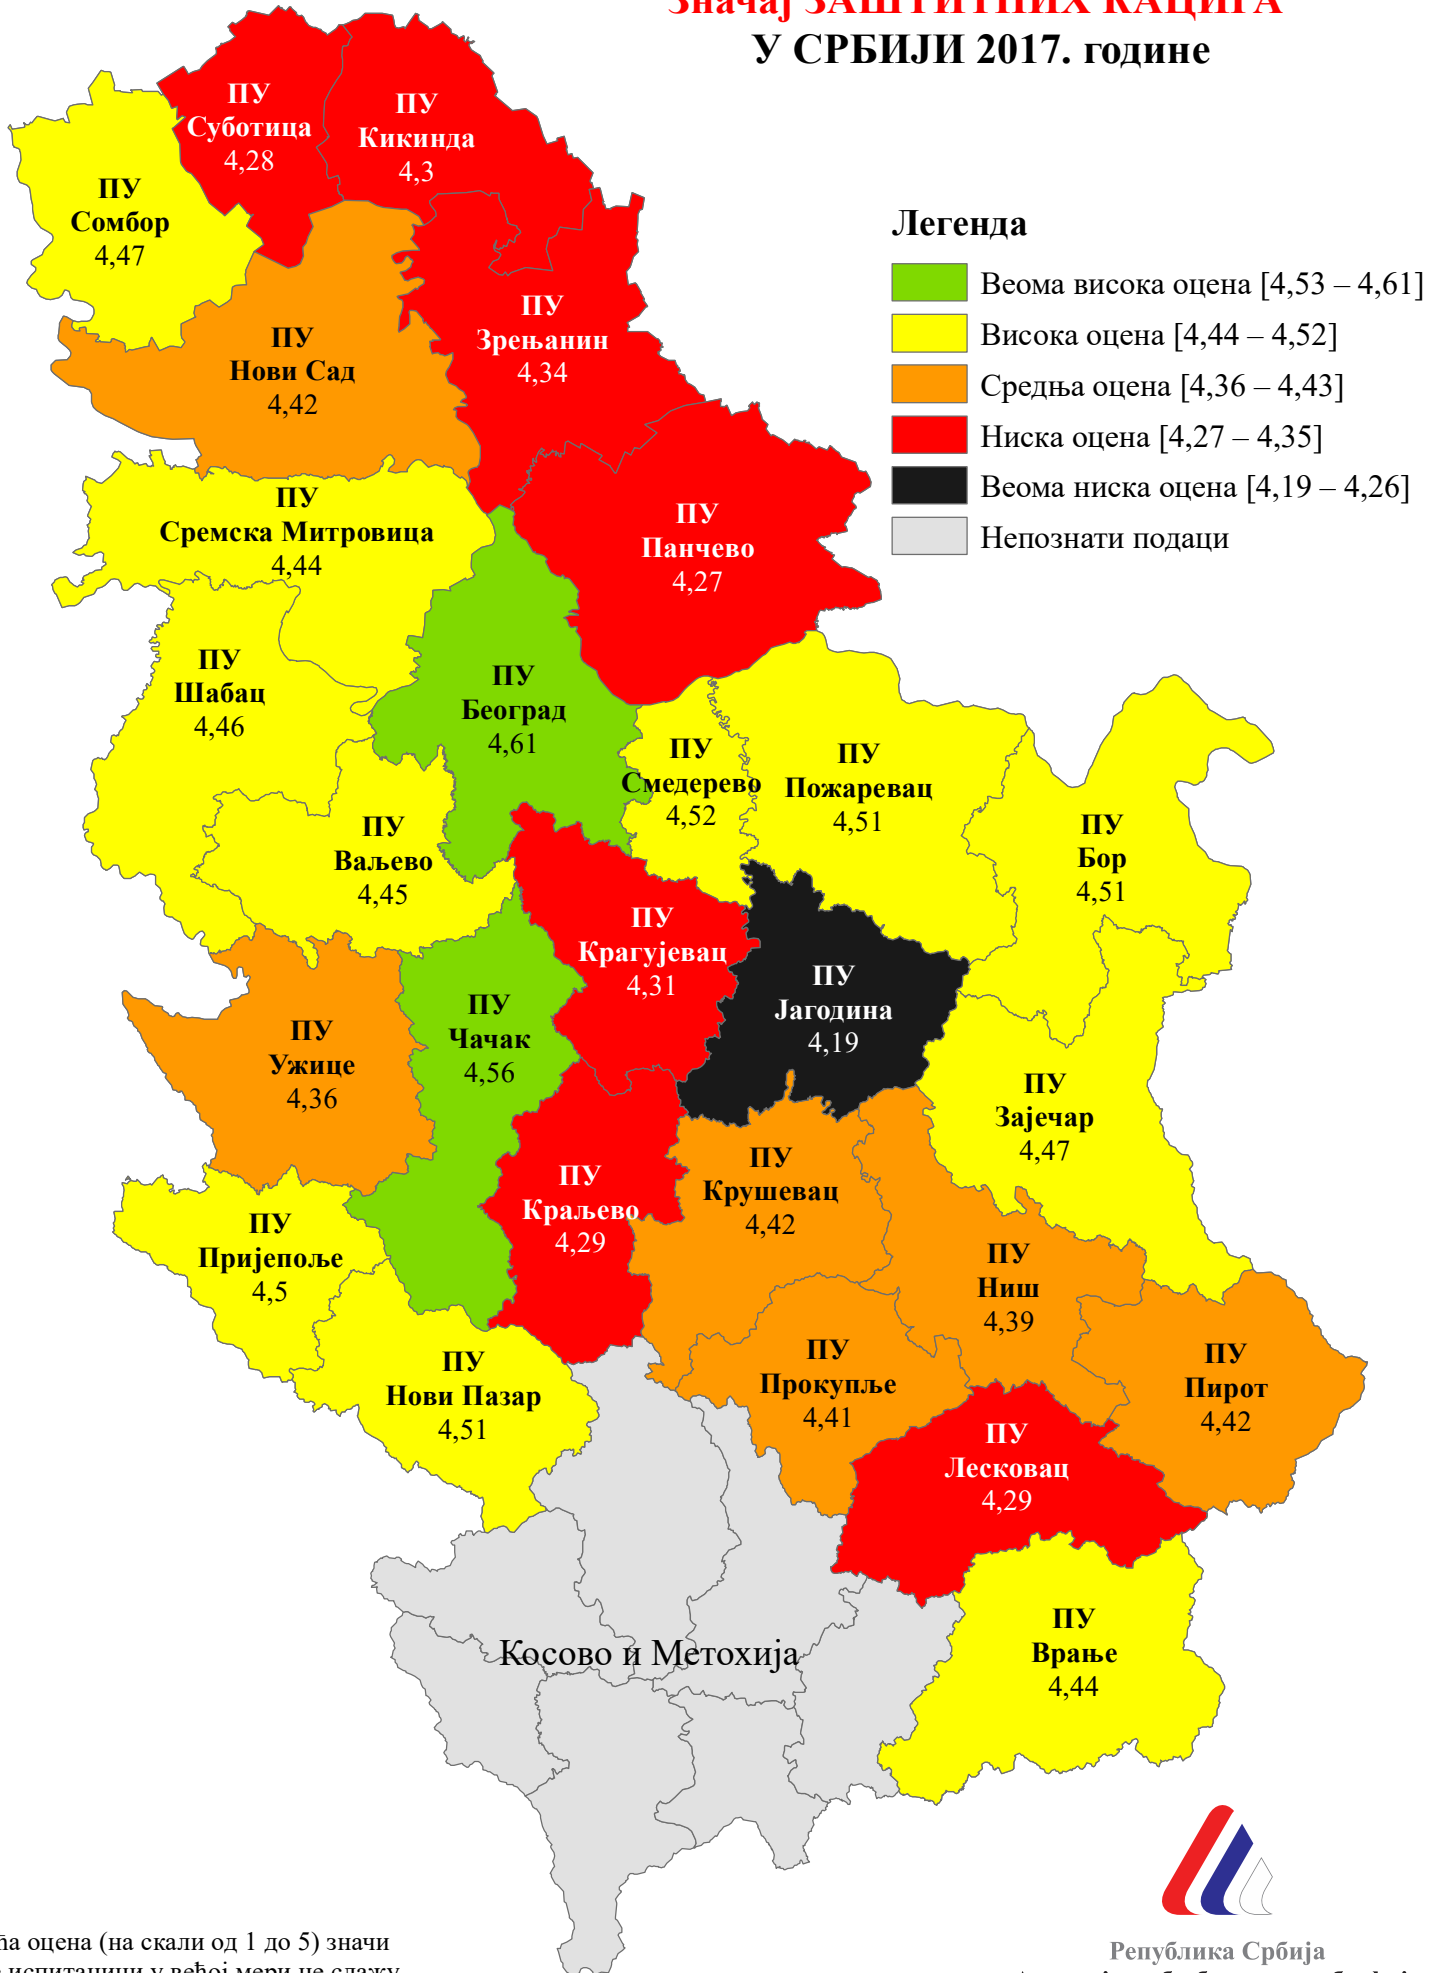 Значај ЗАШТИТНИХ КАЦИГА
У СРБИЈИ 2017. године
ПУ
Суботица
4,28
ПУ
Кикинда
4,3
ПУ
Сомбор
4,47
Легенда
Веома висока оцена [4,53 – 4,61]
Висока оцена [4,44 – 4,52]
Средња оцена [4,36 – 4,43]
Ниска оцена [4,27 – 4,35]
Веома ниска оцена [4,19 – 4,26]
Непознати подаци
ПУ
Зрењанин
4,34
ПУ
Нови Сад
4,42
ПУ
Сремска Митровица
4,44
ПУ
Панчево
4,27
ПУ
Шабац
4,46
ПУ
Београд
4,61
ПУ
Смедерево
4,52
ПУ
Пожаревац
4,51
ПУ
Ваљево
4,45
ПУ
Бор
4,51
ПУ
Крагујевац
4,31
ПУ
Јагодина
4,19
ПУ
Чачак
4,56
ПУ
Ужице
4,36
ПУ
Зајечар
4,47
ПУ
Краљево
4,29
ПУ
Крушевац
4,42
ПУ
Пријепоље
4,5
ПУ
Ниш
4,39
ПУ
Прокупље
4,41
ПУ
Пирот
4,42
ПУ
Нови Пазар
4,51
ПУ
Лесковац
4,29
Косово и Метохија
ПУ
Врање
4,44
оцена (на скали од 1 до 5) значи
испитаници у већој мери не слажу
Република Србија